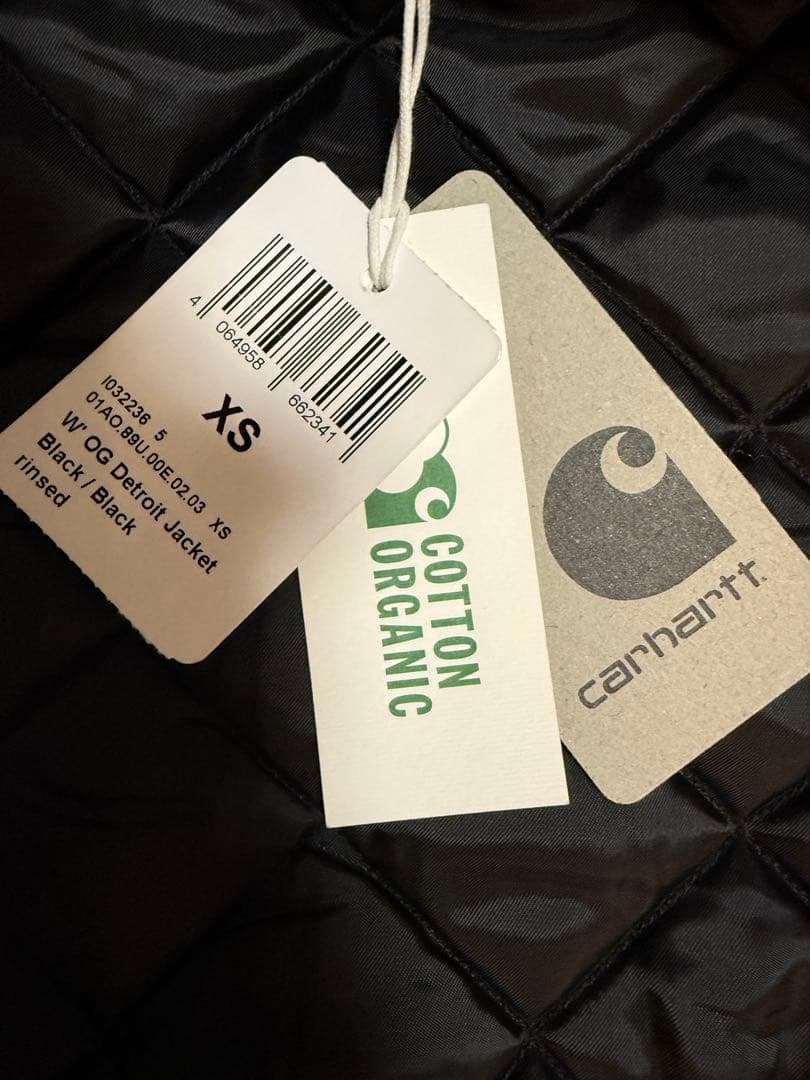 4 064958 662341
XS
I032236 5
01AO.89U.00E.02.03 XS
W' OG Detroit Jacket
Black / Black
rinsed
COTTON
ORGANIC
carhartt.